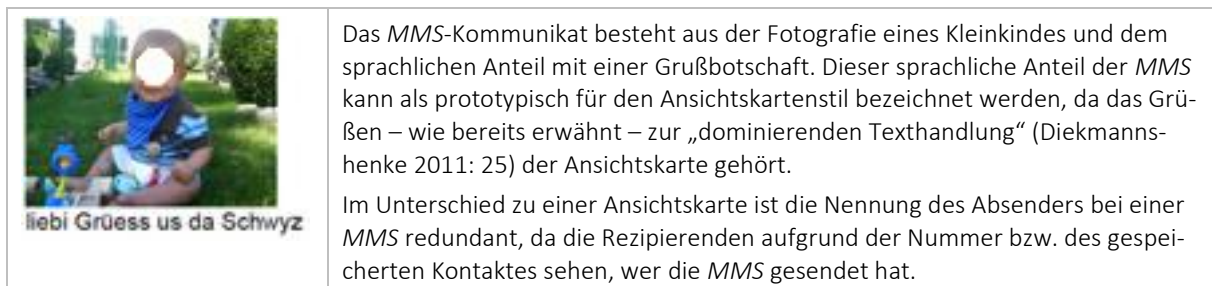 liebi Grüess us da Schwyz
Das MMS-Kommunikat besteht aus der Fotografie eines Kleinkindes und dem
sprachlichen Anteil mit einer Grußbotschaft. Dieser sprachliche Anteil der MMS
kann als prototypisch für den Ansichtskartenstil bezeichnet werden, da das Grü-
ßen – wie bereits erwähnt – zur „dominierenden Texthandlung“ (Diekmanns-
henke 2011: 25) der Ansichtskarte gehört.
Im Unterschied zu einer Ansichtskarte ist die Nennung des Absenders bei einer
MMS redundant, da die Rezipierenden aufgrund der Nummer bzw. des gespei-
cherten Kontaktes sehen, wer die MMS gesendet hat.